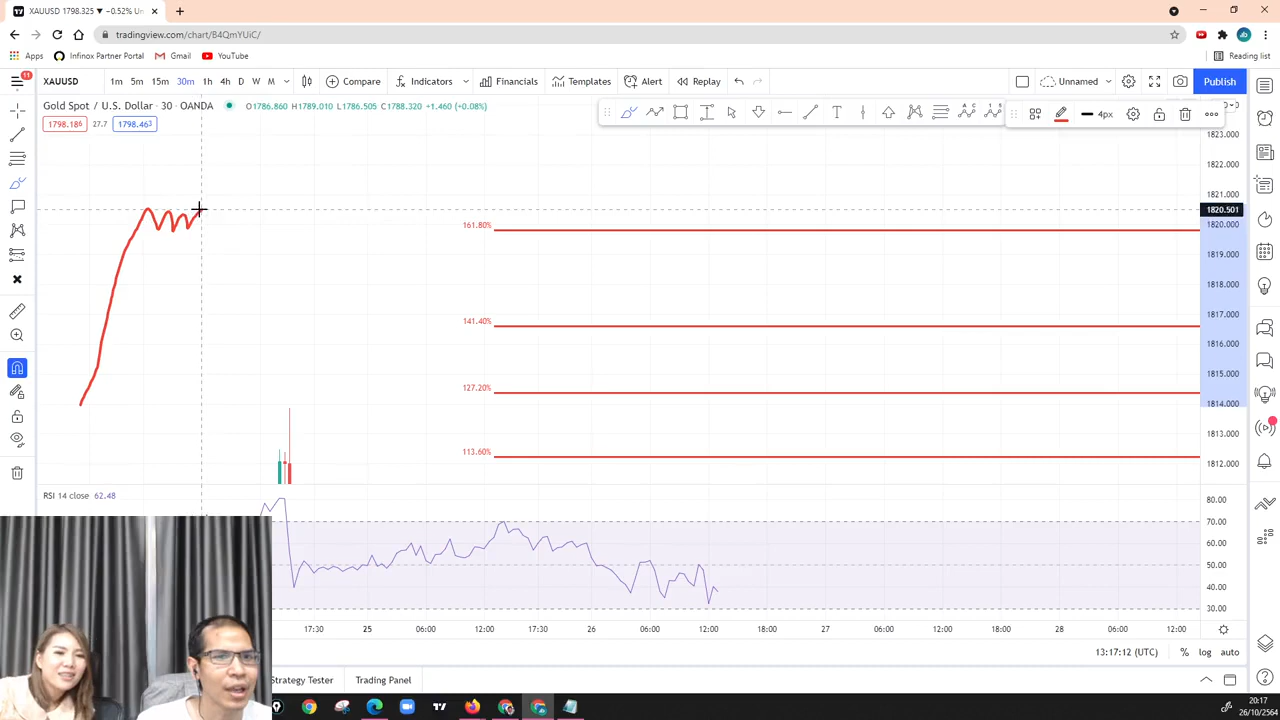 XAUUSD 1798.325 ▼ −0.52% Un
tradingview.com/chart/B4QmYUiC/
Apps Infinox Partner Portal Gmail YouTube Reading list
11
XAUUSD 1m 5m 15m 30m 1h 4h D W M Compare Indicators Financials Templates Alert Replay Unnamed Publish
Gold Spot / U.S. Dollar · 30 · OANDA O1786.860 H1789.010 L1786.505 C1788.320 +1.460 (+0.08%)
1798.186 27.7 1798.463
T 4px
1823.000
1822.000
1821.000
1820.501
161.80% 1820.000
1819.000
1818.000
1817.000
141.40%
1816.000
1815.000
127.20%
1814.000
1813.000
113.60%
1812.000
RSI 14 close 62.48
80.00
70.00
60.00
50.00
40.00
30.00
17:30 25 06:00 12:00 17:30 26 06:00 12:00 18:00 27 06:00 12:00 18:00 28 06:00 12:00
13:17:12 (UTC) % log auto
Strategy Tester Trading Panel
20:17
26/10/2564